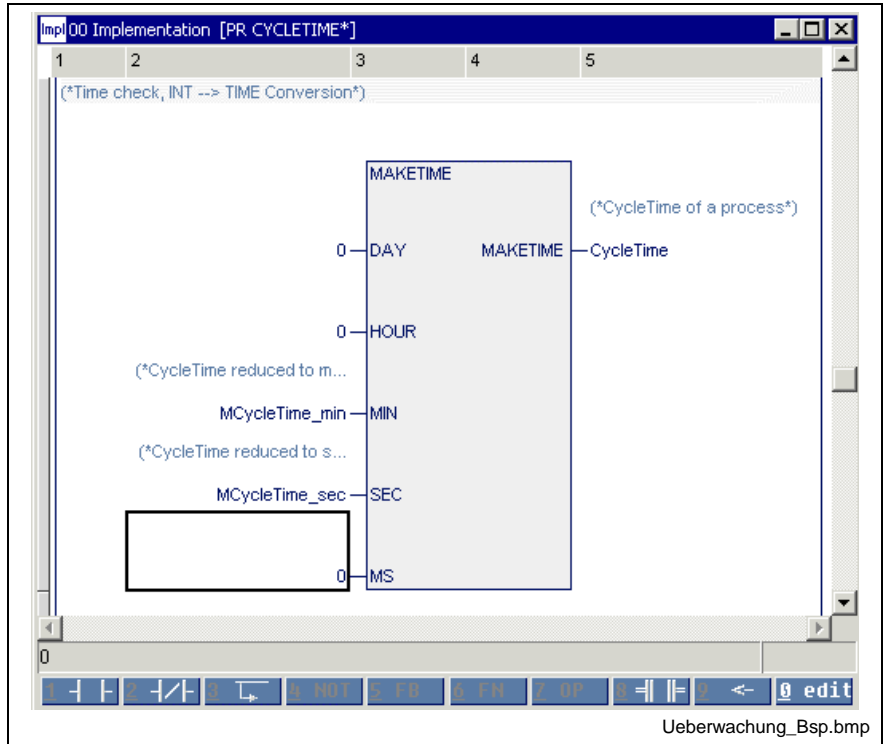 Impl 00 Implementation [PR CYCLETIME*]
1 2 3 4 5
(*Time check, INT --> TIME Conversion*)
MAKETIME
(*CycleTime of a process*)
0 DAY MAKETIME CycleTime
0 HOUR
(*CycleTime reduced to m...
MCycleTime_min MIN
(*CycleTime reduced to s...
MCycleTime_sec SEC
0 MS
0
1 2 3 4 NOT 5 FB 6 FN 7 OP 8 9 <- 0 edit
Ueberwachung_Bsp.bmp